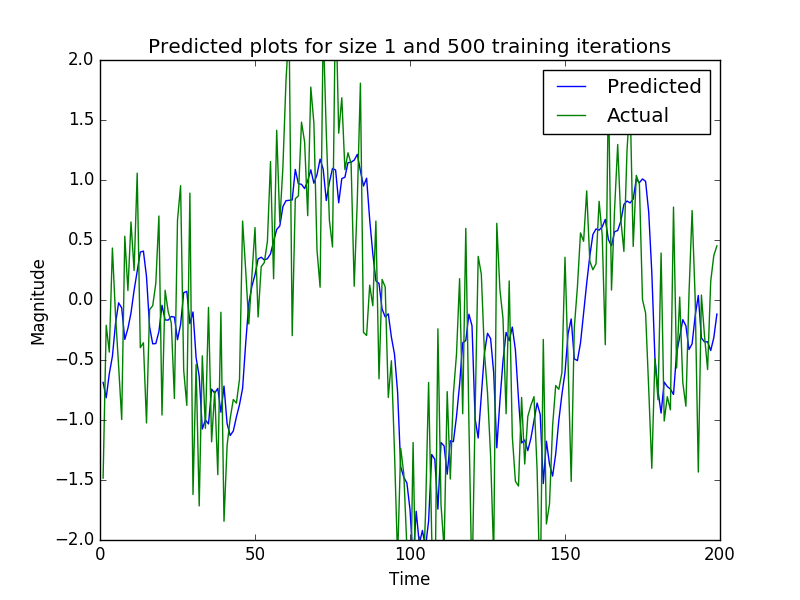 Predicted plots for size 1 and 500 training iterations
Predicted
Actual
2.0
1.5
1.0
0.5
0.0
−0.5
−1.0
−1.5
−2.0
Magnitude
0
50
100
150
200
Time